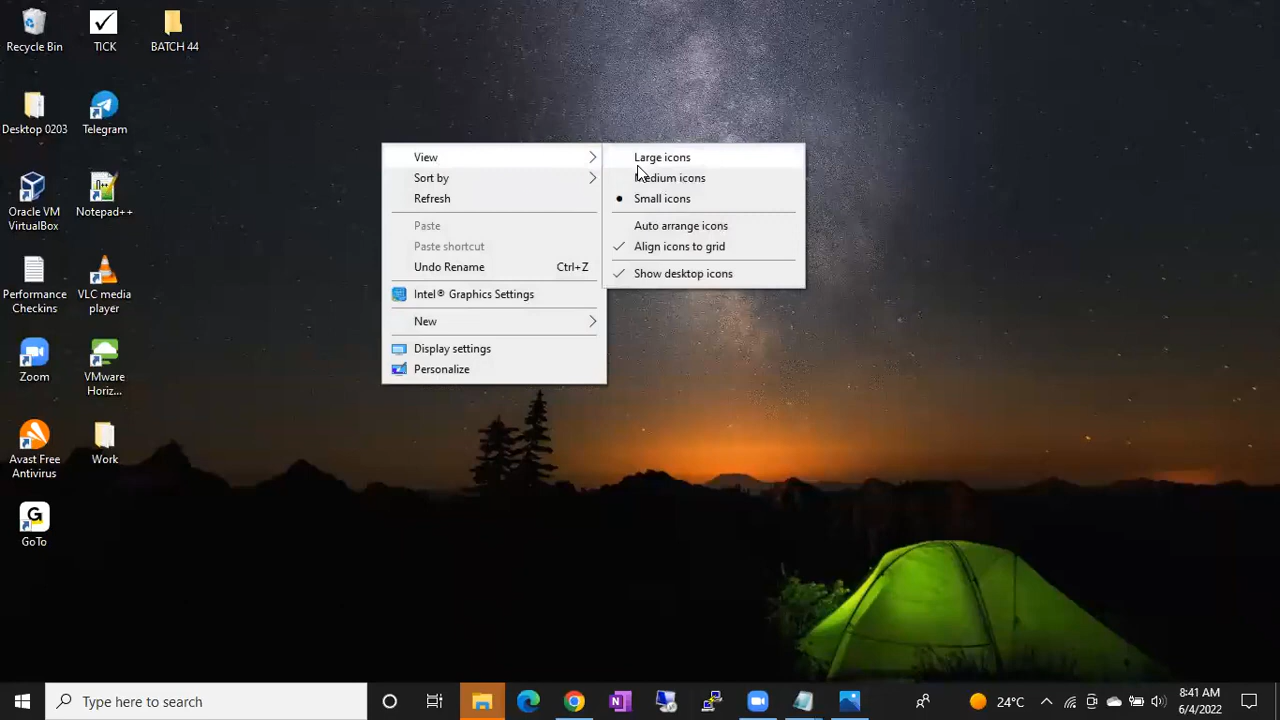 Recycle Bin
TICK
BATCH 44
Desktop 0203
Telegram
Oracle VM
VirtualBox
Notepad++
Performance
Checkins
VLC media
player
Zoom
VMware
Horiz...
Avast Free
Antivirus
Work
GoTo
View
Sort by
Refresh
Paste
Paste shortcut
Undo Rename Ctrl+Z
Intel® Graphics Settings
New
Display settings
Personalize
Large icons
Medium icons
Small icons
Auto arrange icons
Align icons to grid
Show desktop icons
Type here to search
24°C
8:41 AM
6/4/2022